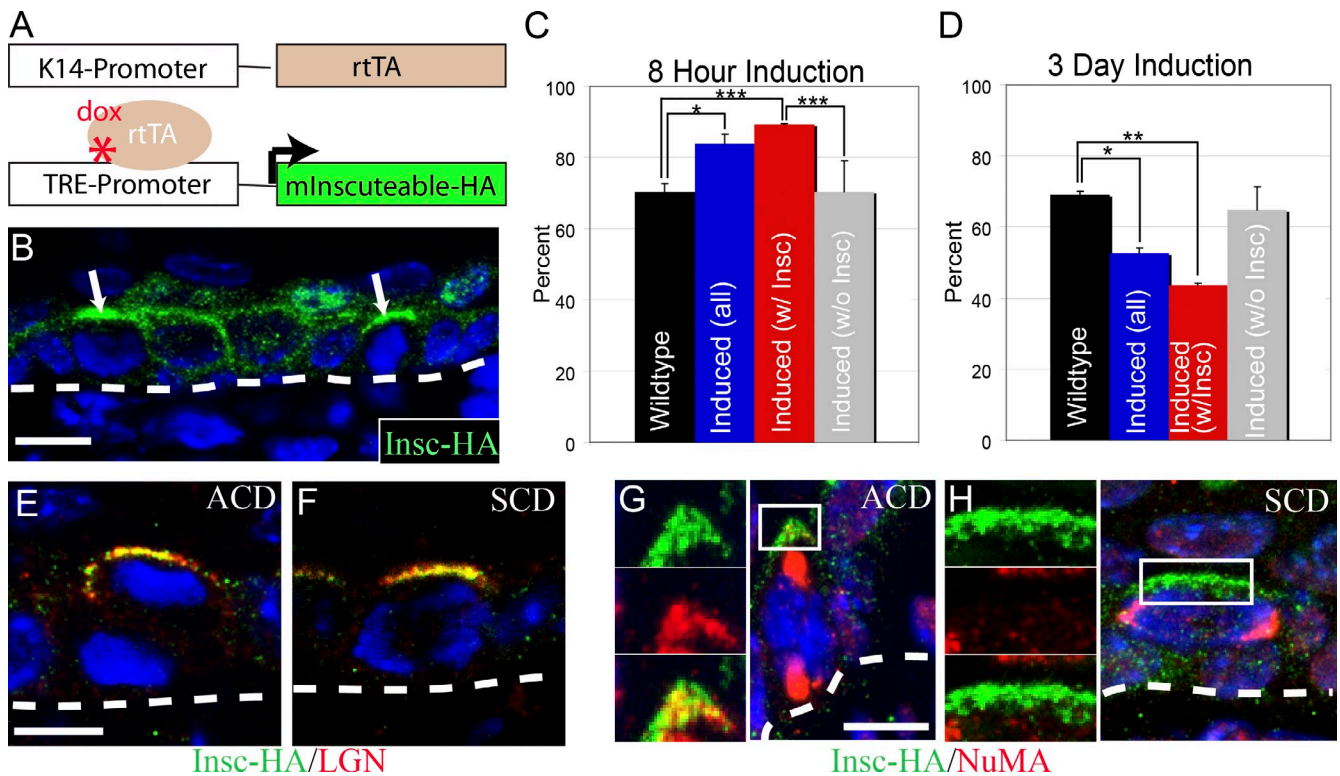 A
K14-Promoter
rtTA
dox
rtTA
*
TRE-Promoter
mInscuteable-HA
B
Insc-HA
C
8 Hour Induction
***
*
***
100
80
60
40
20
0
Percent
Wildtype
Induced (all)
Induced (w/ Insc)
Induced (w/o Insc)
D
3 Day Induction
**
*
100
80
60
40
20
0
Percent
Wildtype
Induced (all)
Induced
(w/Insc)
Induced (w/o Insc)
E
ACD
F
SCD
Insc-HA/LGN
G
ACD
H
SCD
Insc-HA/NuMA